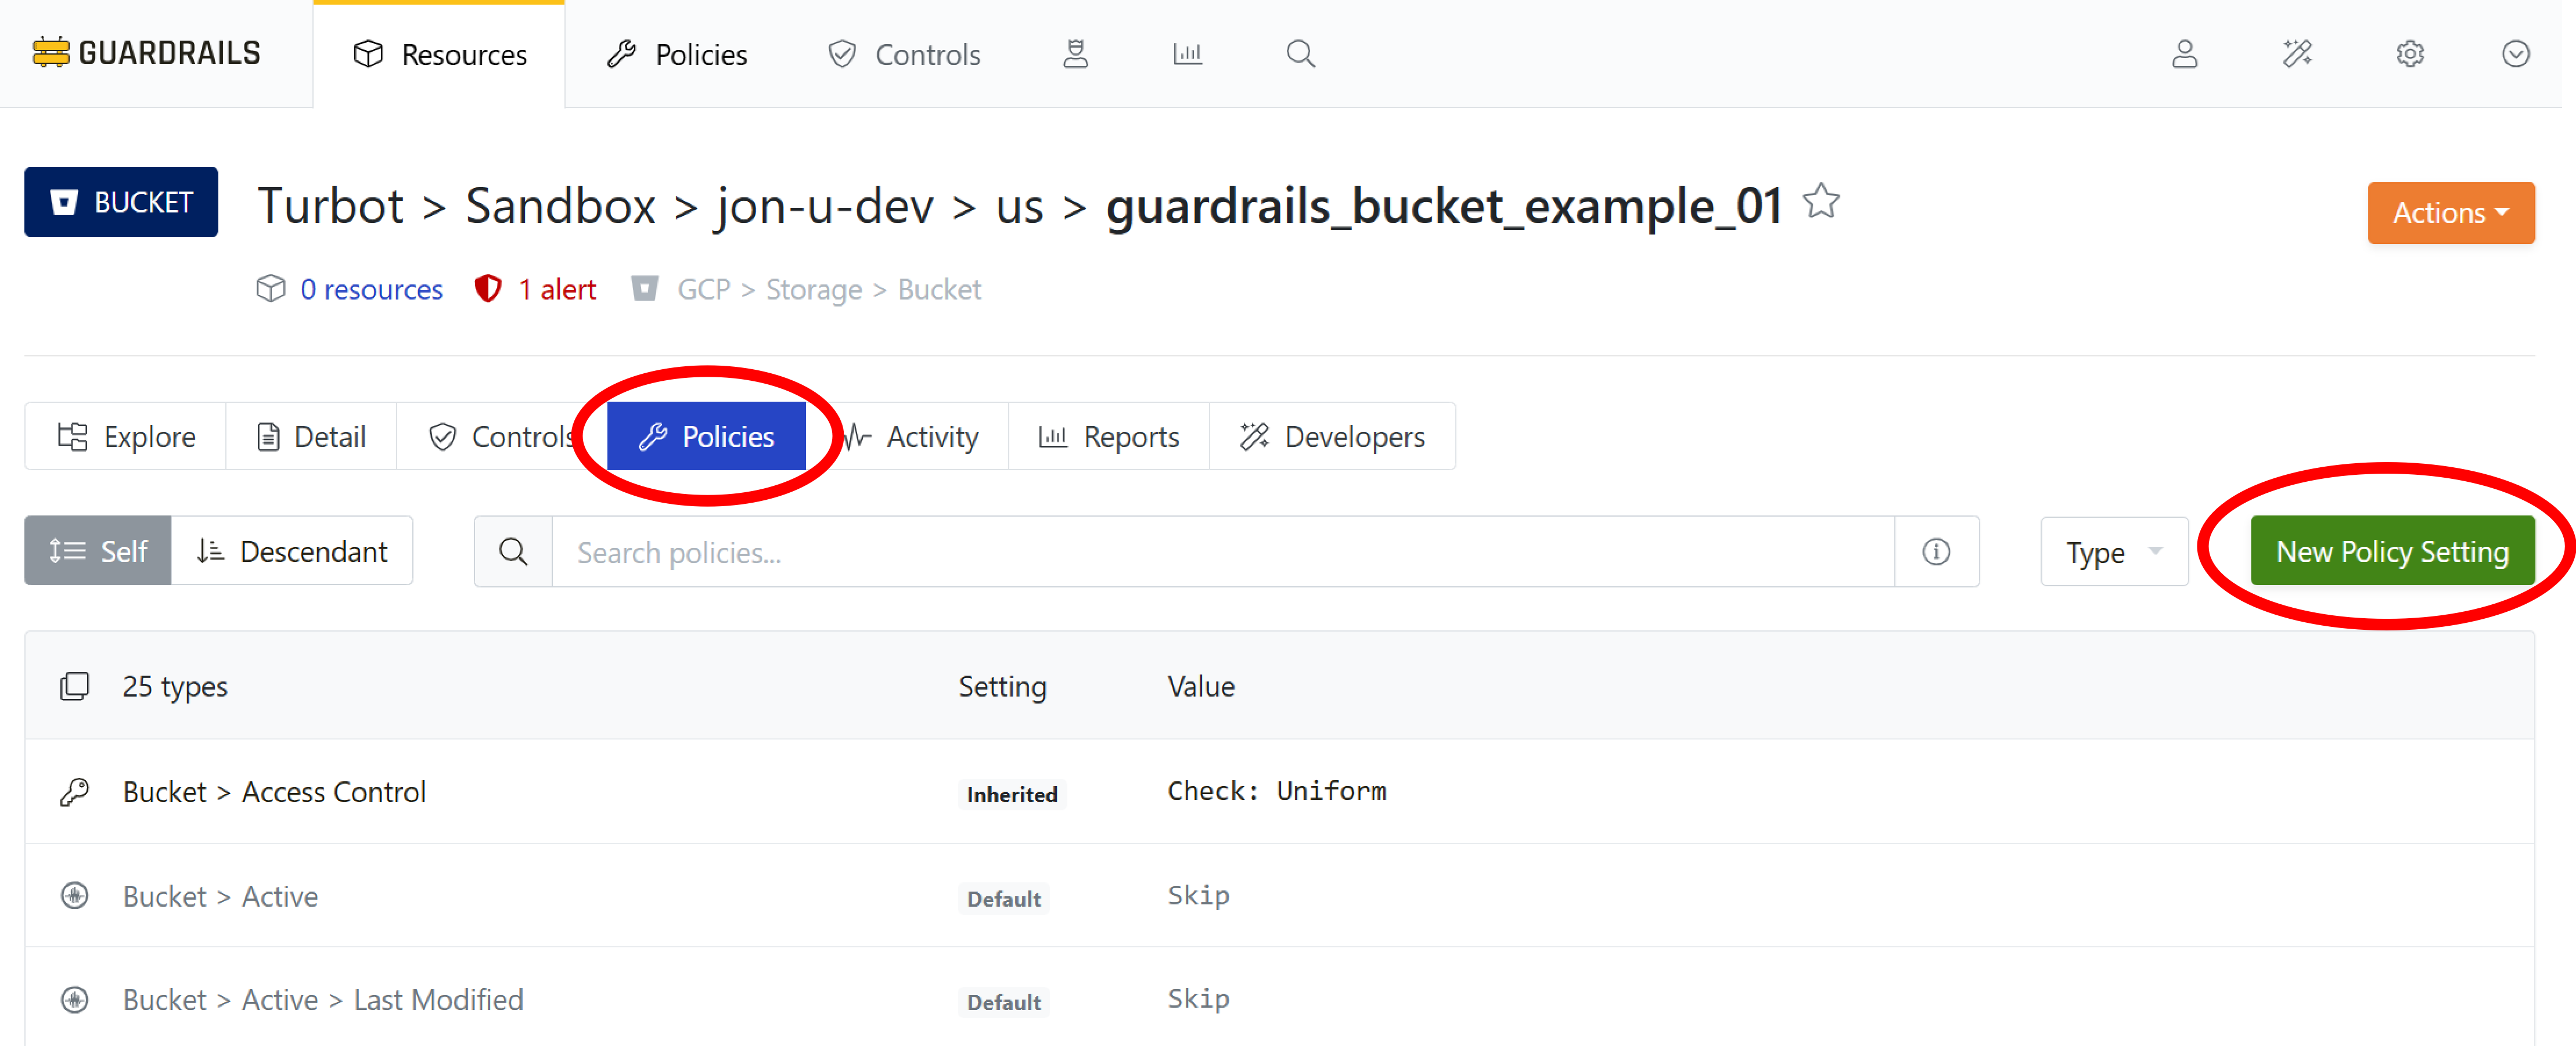 GUARDRAILS Resources Policies Controls
BUCKET Turbot > Sandbox > jon-u-dev > us > guardrails_bucket_example_01 Actions
0 resources 1 alert GCP > Storage > Bucket
Explore Detail Controls Policies Activity Reports Developers
Self Descendant Search policies... Type New Policy Setting
25 types Setting Value
Bucket > Access Control Inherited Check: Uniform
Bucket > Active Default Skip
Bucket > Active > Last Modified Default Skip